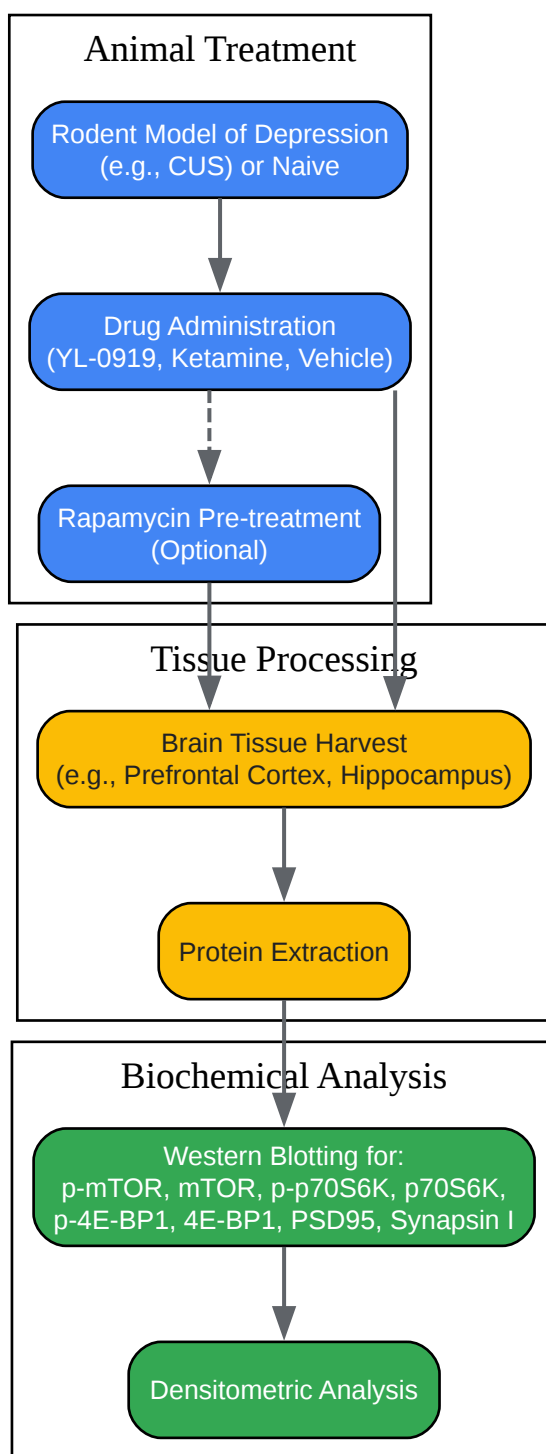 Animal Treatment
Rodent Model of Depression
(e.g., CUS) or Naive
Drug Administration
(YL-0919, Ketamine, Vehicle)
Rapamycin Pre-treatment
(Optional)
Tissue Processing
Brain Tissue Harvest
(e.g., Prefrontal Cortex, Hippocampus)
Protein Extraction
Biochemical Analysis
Western Blotting for:
p-mTOR, mTOR, p-p70S6K, p70S6K,
p-4E-BP1, 4E-BP1, PSD95, Synapsin I
Densitometric Analysis